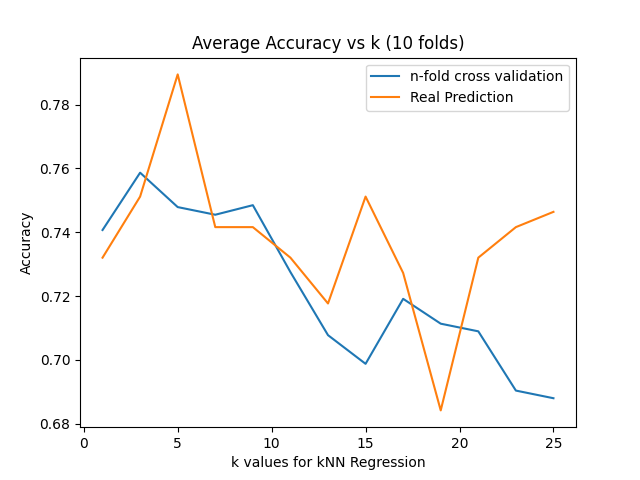 Average Accuracy vs k (10 folds)
n-fold cross validation
Real Prediction
Accuracy
0.78
0.76
0.74
0.72
0.70
0.68
0 5 10 15 20 25
k values for kNN Regression